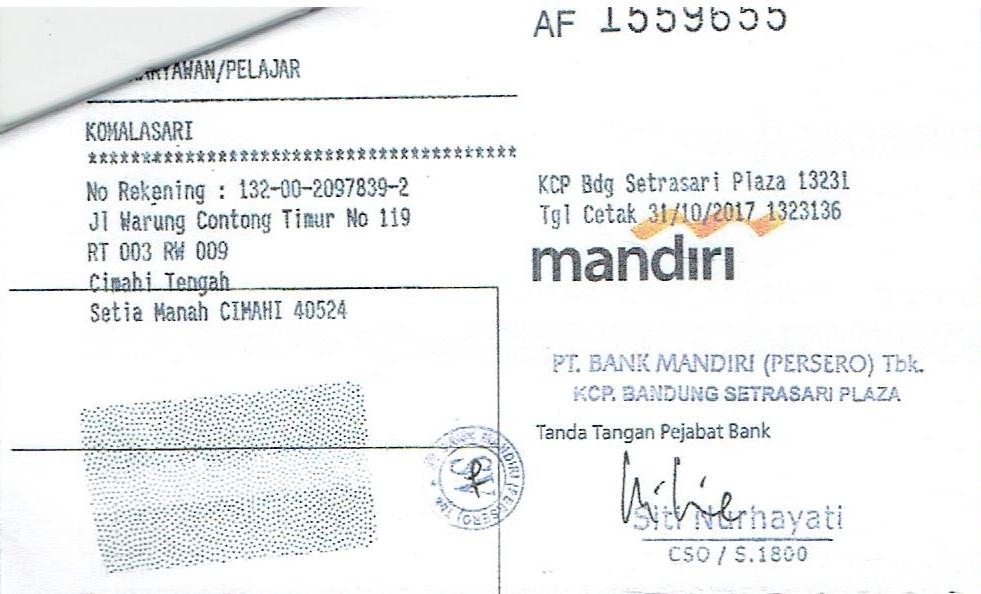 AF 1559655
KARYAWAN/PELAJAR
KOMALASARI
******************************************
No Rekening : 132-00-2097839-2
Jl Warung Contong Timur No 119
RT 003 RW 009
Cimahi Tengah
Setia Manah CIMAHI 40524
KCP Bdg Setrasari Plaza 13231
Tgl Cetak 31/10/2017 1323136
mandiri
PT. BANK MANDIRI (PERSERO) Tbk.
KCP. BANDUNG SETRASARI PLAZA
Tanda Tangan Pejabat Bank
Siti Nurhayati
CSO / S.1800